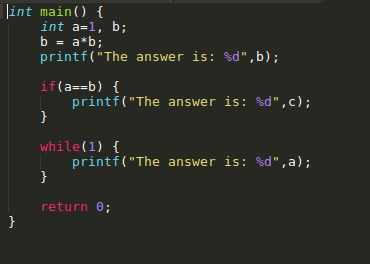 int main() {
int a=1, b;
b = a*b;
printf("The answer is: %d",b);
if(a==b) {
printf("The answer is: %d",c);
}
while(1) {
printf("The answer is: %d",a);
}
return 0;
}